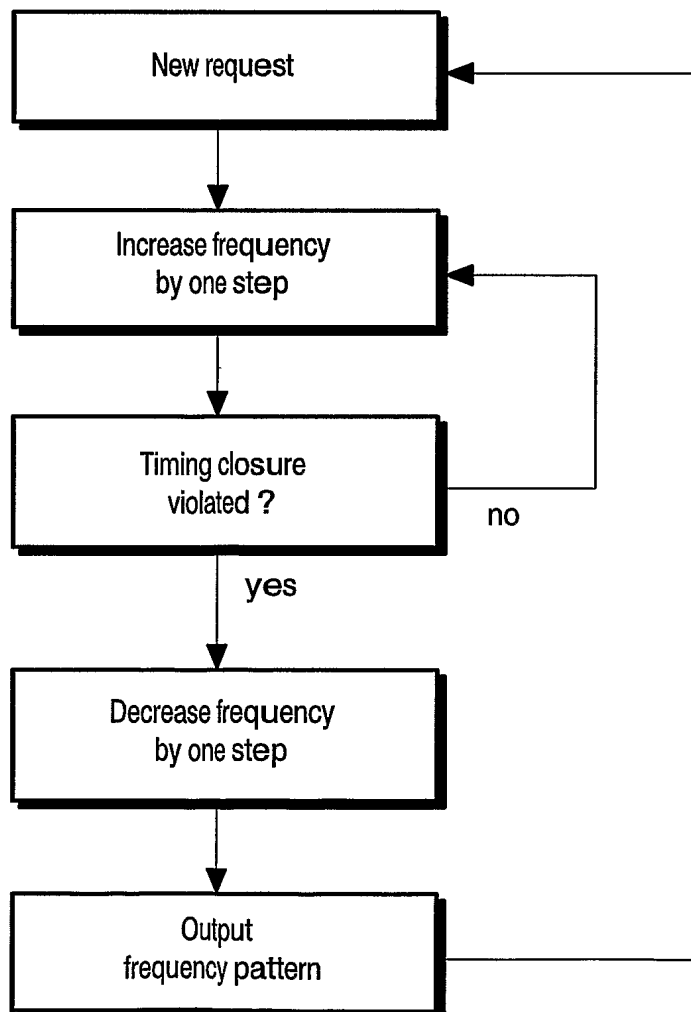 New request
Increase frequency
by one step
Timing closure
violated ?
no
yes
Decrease frequency
by one step
Output
frequency pattern